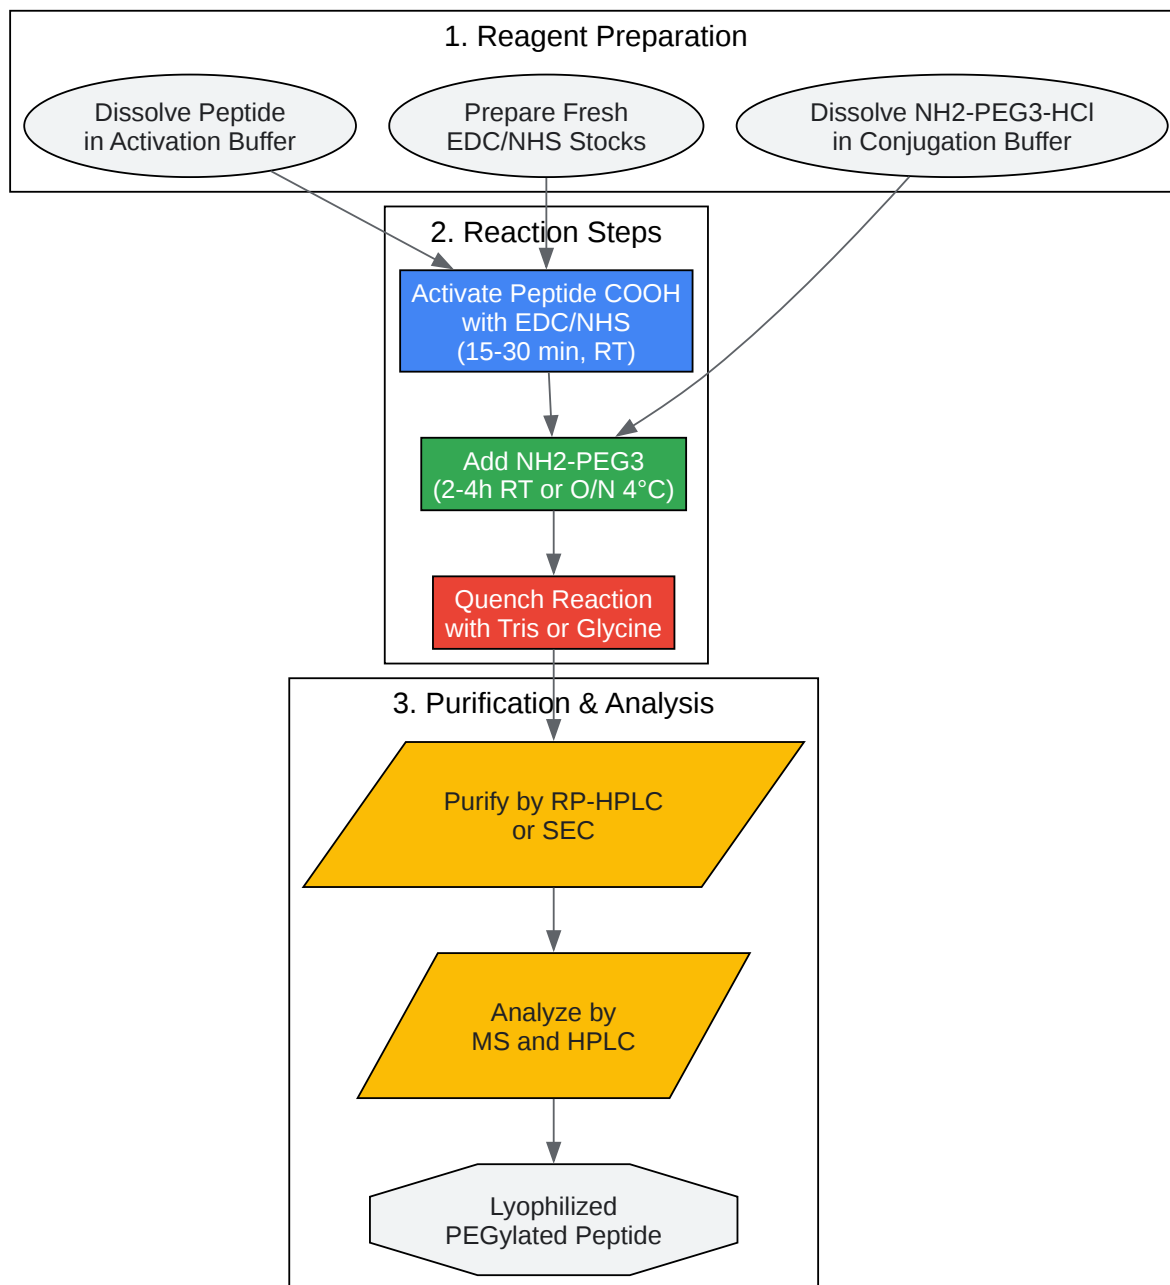 1. Reagent Preparation
Dissolve Peptide
in Activation Buffer
Prepare Fresh
EDC/NHS Stocks
Dissolve NH2-PEG3-HCl
in Conjugation Buffer
2. Reaction Steps
Activate Peptide COOH
with EDC/NHS
(15-30 min, RT)
Add NH2-PEG3
(2-4h RT or O/N 4°C)
Quench Reaction
with Tris or Glycine
3. Purification & Analysis
Purify by RP-HPLC
or SEC
Analyze by
MS and HPLC
Lyophilized
PEGylated Peptide